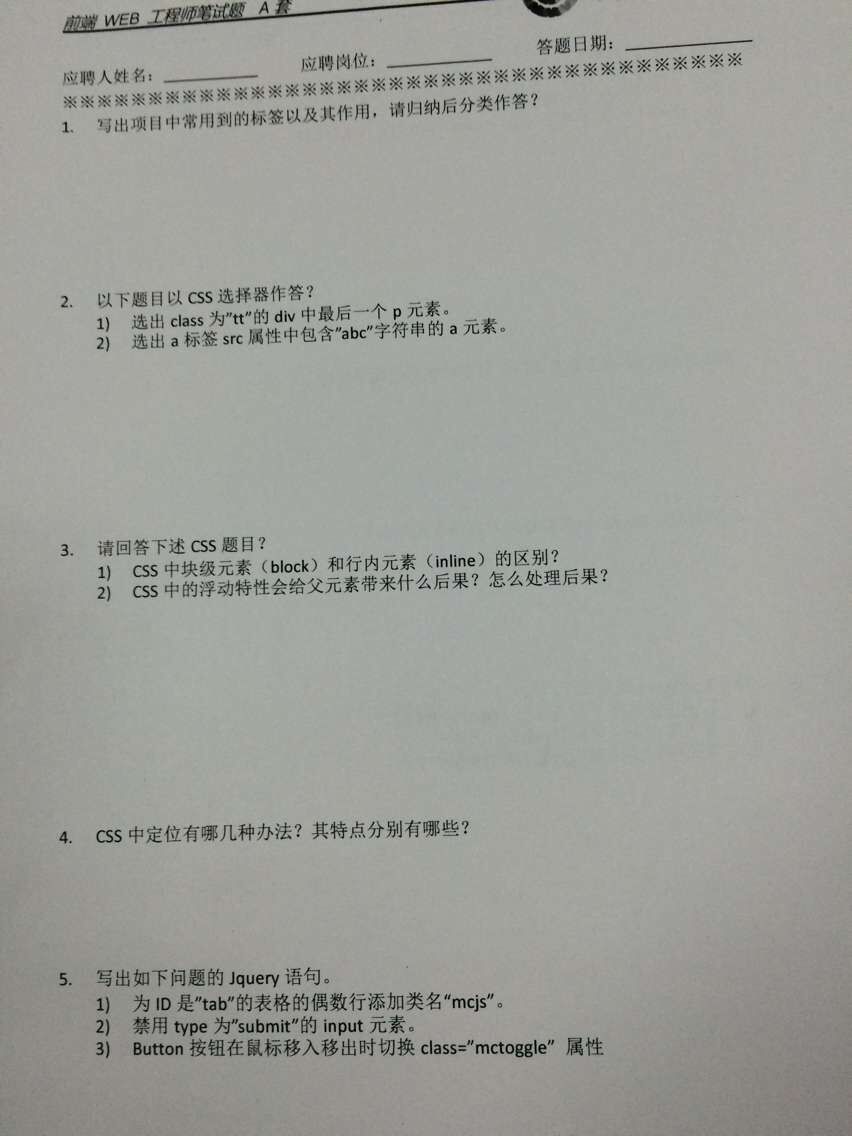 前端 WEB 工程师笔试题 A 套
应聘人姓名：__________ 应聘岗位：____________ 答题日期：______________
※※※※※※※※※※※※※※※※※※※※※※※※※※※※※※※※※※※※※※※※
1. 写出项目中常用到的标签以及其作用，请归纳后分类作答？
2. 以下题目以 CSS 选择器作答？
1) 选出 class 为"tt"的 div 中最后一个 p 元素。
2) 选出 a 标签 src 属性中包含"abc"字符串的 a 元素。
3. 请回答下述 CSS 题目？
1) CSS 中块级元素（block）和行内元素（inline）的区别？
2) CSS 中的浮动特性会给父元素带来什么后果？怎么处理后果？
4. CSS 中定位有哪几种办法？其特点分别有哪些？
5. 写出如下问题的 Jquery 语句。
1) 为 ID 是"tab"的表格的偶数行添加类名"mcjs"。
2) 禁用 type 为"submit"的 input 元素。
3) Button 按钮在鼠标移入移出时切换 class="mctoggle" 属性